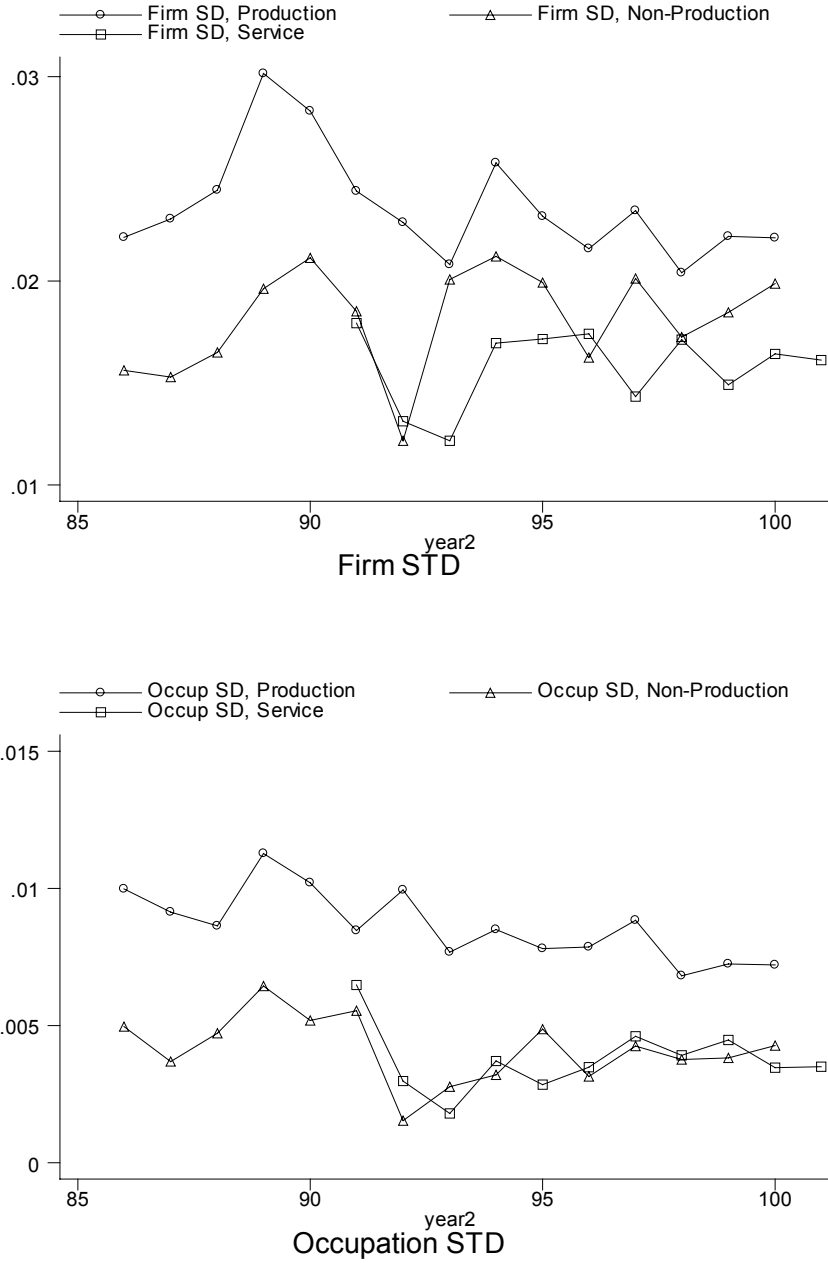 Firm SD, Production Firm SD, Non-Production
Firm SD, Service
.03
.02
.01
85 90 95 100
year2
Firm STD
Occup SD, Production Occup SD, Non-Production
Occup SD, Service
.015
.01
.005
0
85 90 95 100
year2
Occupation STD